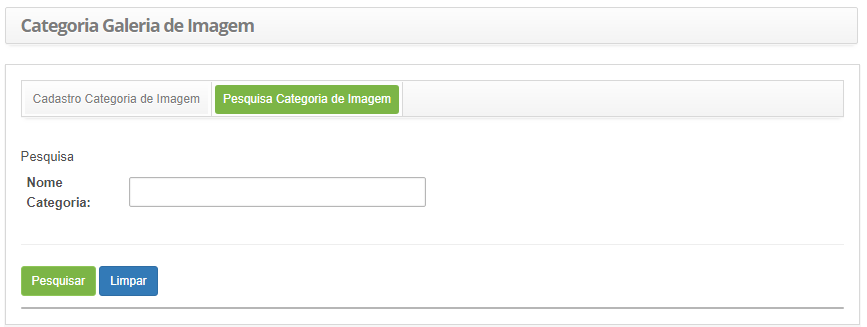 Categoria Galeria de Imagem
Cadastro Categoria de Imagem
Pesquisa Categoria de Imagem
Pesquisa
Nome
Categoria:
Pesquisar
Limpar